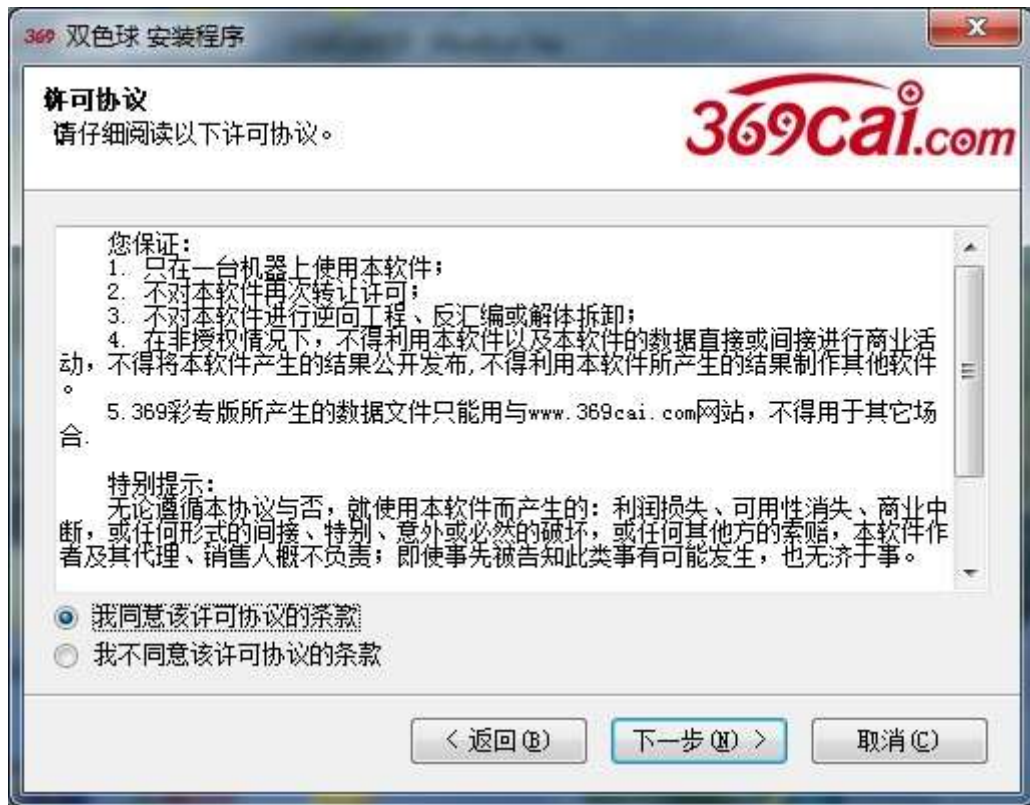 369 双色球 安装程序
许可协议
请仔细阅读以下许可协议。
369cai.com
您保证:
1. 只在一台机器上使用本软件;
2. 不对本软件再次转让许可;
3. 不对本软件进行逆向工程、反汇编或解体拆卸;
4. 在非授权情况下,不得利用本软件以及本软件的数据直接或间接进行商业活
动,不得将本软件产生的结果公开发布,不得利用本软件所产生的结果制作其他软件
。
5.369彩专版所产生的数据文件只能用与www.369cai.com网站,不得用于其它场
合.
特别提示:
无论遵循本协议与否,就使用本软件而产生的:利润损失、可用性消失、商业中
断,或任何形式的间接、特别、意外或必然的破坏,或任何其他方的索赔,本软件作
者及其代理、销售人概不负责;即使事先被告知此类事有可能发生,也无济于事。
我同意该许可协议的条款
我不同意该许可协议的条款
< 返回(B)
下一步(N) >
取消(C)